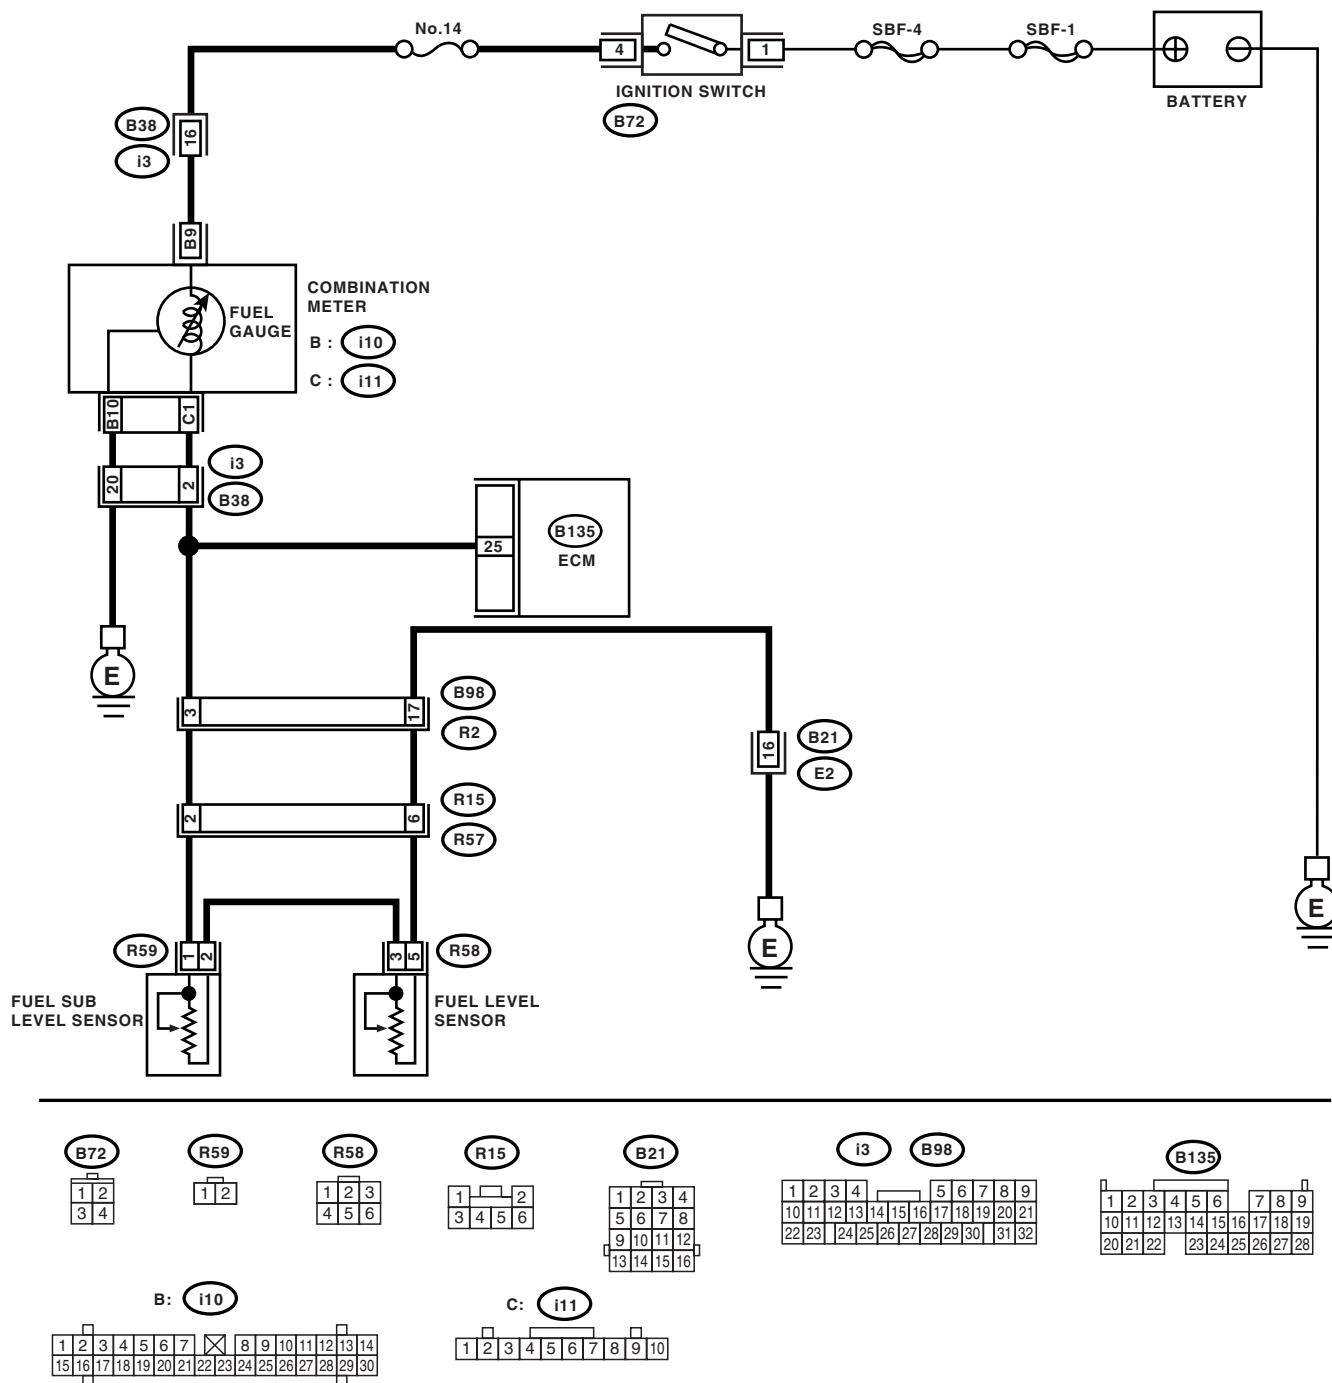 No.14
SBF-4
SBF-1
4
1
IGNITION SWITCH
BATTERY
B72
B38
16
i3
B9
COMBINATION
METER
FUEL
GAUGE
B : i10
C : i11
B10
C1
i3
20
2
B38
B135
25
ECM
E
B98
3
17
R2
B21
16
E2
R15
2
6
R57
E
E
R59
1
2
3
5
R58
FUEL SUB
LEVEL SENSOR
FUEL LEVEL
SENSOR
B72
R59
R58
R15
B21
i3 B98
B135
1 2
3 4
1 2
1 2 3
4 5 6
1 2
3 4 5 6
1 2 3 4
5 6 7 8
9 10 11 12
13 14 15 16
1 2 3 4 5 6 7 8 9
10 11 12 13 14 15 16 17 18 19 20 21
22 23 24 25 26 27 28 29 30 31 32
1 2 3 4 5 6 7 8 9
10 11 12 13 14 15 16 17 18 19
20 21 22 23 24 25 26 27 28
B: i10
1 2 3 4 5 6 7 8 9 10 11 12 13 14
15 16 17 18 19 20 21 22 23 24 25 26 27 28 29 30
C: i11
1 2 3 4 5 6 7 8 9 10